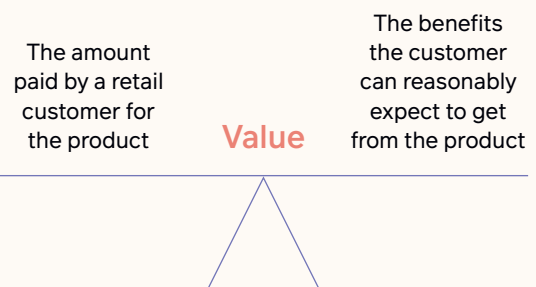 The amount
paid by a retail
customer for
the product
Value
The benefits
the customer
can reasonably
expect to get
from the product